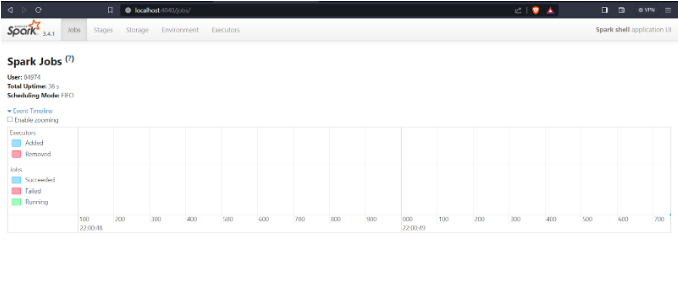 localhost:4040/jobs/
VPN
Spark 3.4.1 Jobs Stages Storage Environment Executors Spark shell application UI
Spark Jobs (?)
User: 84974
Total Uptime: 36 s
Scheduling Mode: FIFO
Event Timeline
Enable zooming
Executors
Added
Removed
Jobs
Succeeded
Failed
Running
100 200 300 400 500 600 700 800 900 000 100 200 300 400 500 600 700
22:00:48 22:00:49